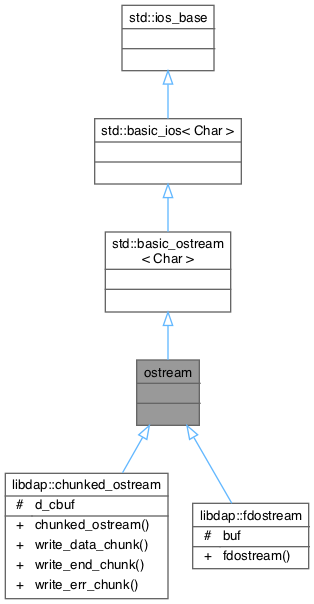 std::ios_base
std::basic_ios< Char >
std::basic_ostream
< Char >
ostream
libdap::chunked_ostream
# d_cbuf
+ chunked_ostream()
+ write_data_chunk()
+ write_end_chunk()
+ write_err_chunk()
libdap::fdostream
# buf
+ fdostream()